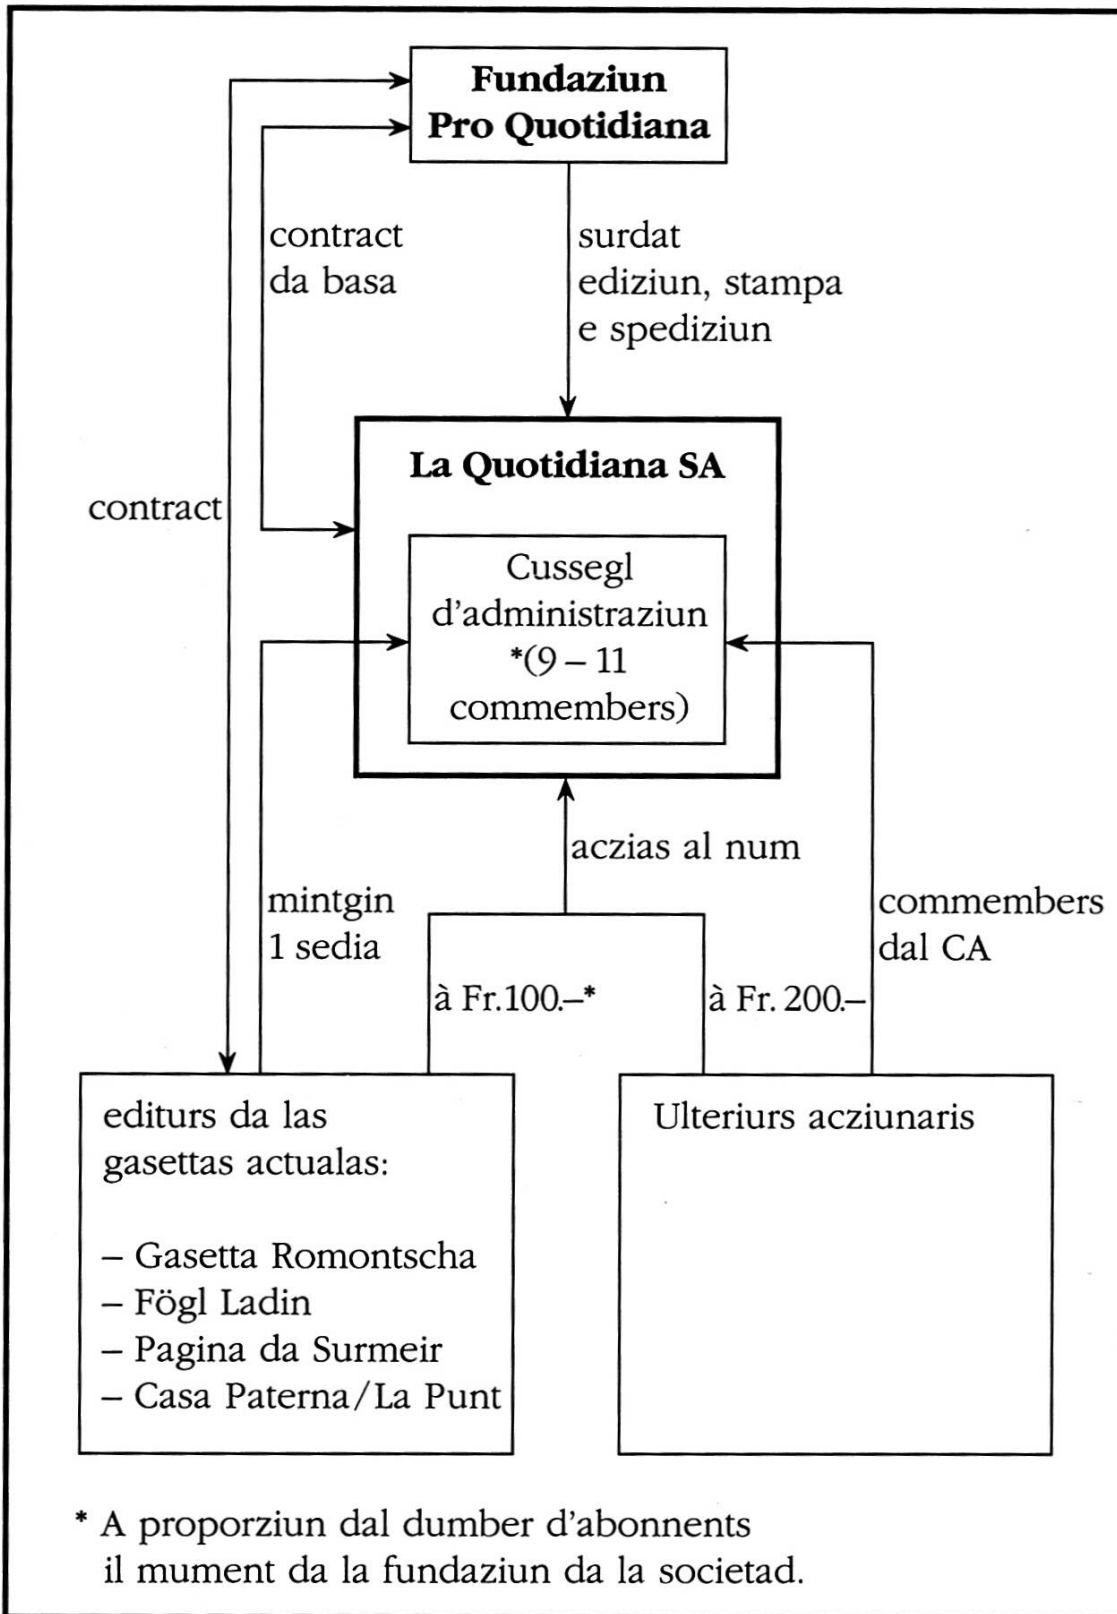 Fundaziun
Pro Quotidiana
contract
da basa
surdat
ediziun, stampa
e spediziun
contract
La Quotidiana SA
Cussegl
d'administraziun
*(9 – 11
commembers)
aczias al num
mintgin
1 sedia
commembers
dal CA
à Fr.100.–*
à Fr. 200.–
editurs da las
gasettas actualas:
– Gasetta Romontscha
– Fögl Ladin
– Pagina da Surmeir
– Casa Paterna/La Punt
Ulteriurs acziunaris
* A proporziun dal dumber d'abonnents
il mument da la fundaziun da la societad.